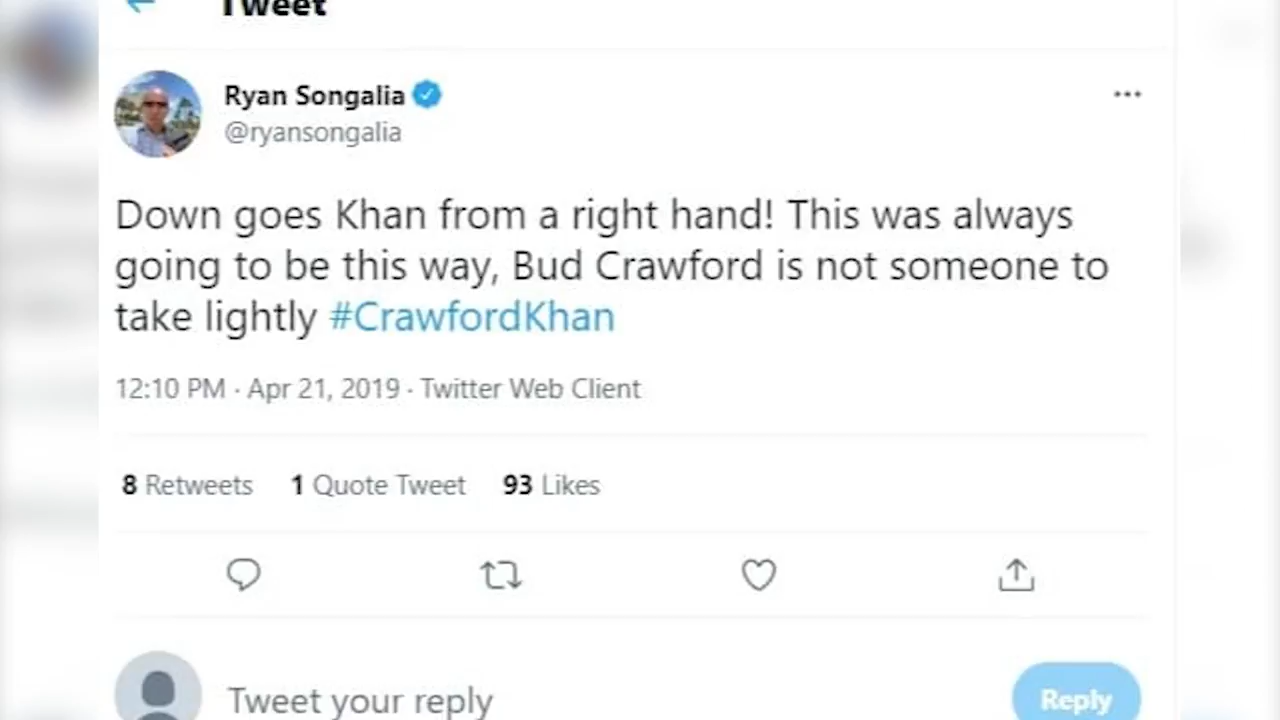 Tweet
Ryan Songalia
@ryansongalia
Down goes Khan from a right hand! This was always
going to be this way, Bud Crawford is not someone to
take lightly #CrawfordKhan
12:10 PM · Apr 21, 2019 · Twitter Web Client
8 Retweets 1 Quote Tweet 93 Likes
Tweet your reply
Reply